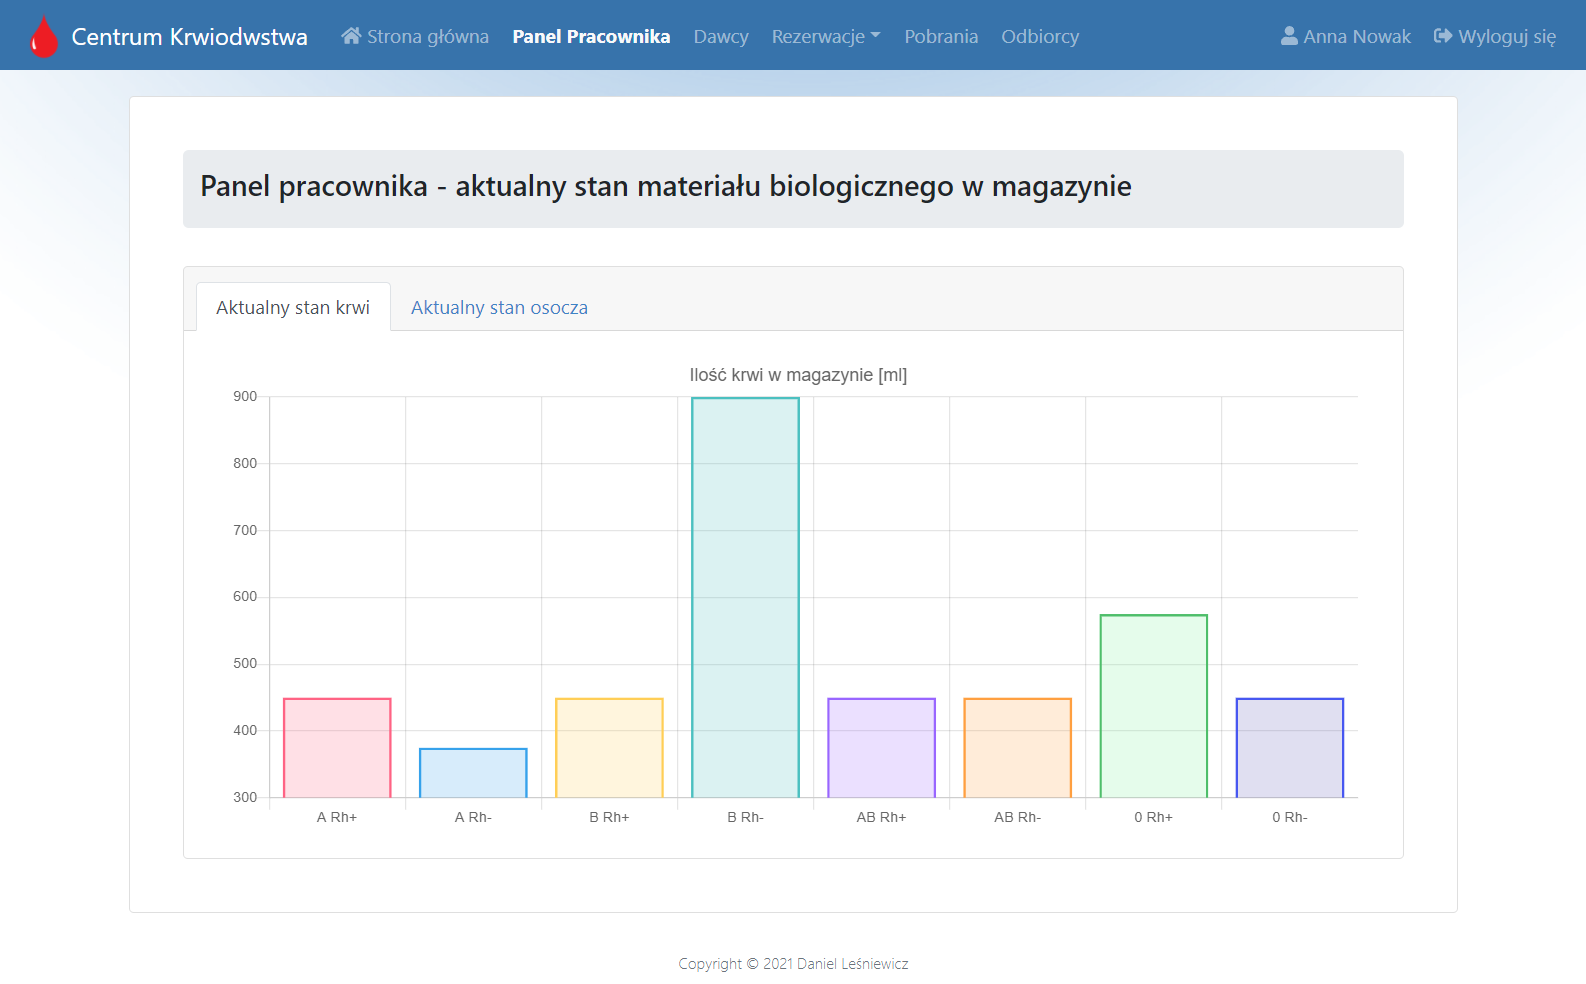 Centrum Krwiodwstwa Strona główna Panel Pracownika Dawcy Rezerwacje Pobrania Odbiorcy Anna Nowak Wyloguj się
Panel pracownika - aktualny stan materiału biologicznego w magazynie
Aktualny stan krwi Aktualny stan osocza
Ilość krwi w magazynie [ml]
900
800
700
600
500
400
300
A Rh+ A Rh- B Rh+ B Rh- AB Rh+ AB Rh- 0 Rh+ 0 Rh-
Copyright © 2021 Daniel Leśniewicz